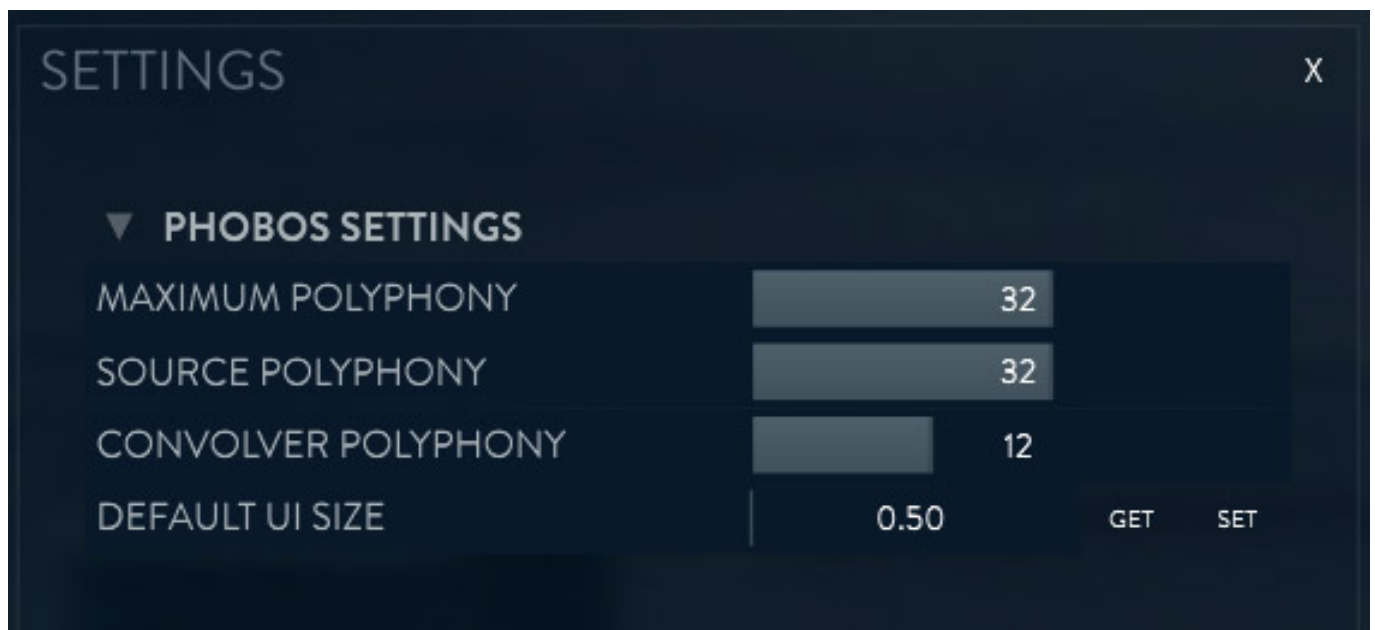 SETTINGS X
PHOBOS SETTINGS
MAXIMUM POLYPHONY 32
SOURCE POLYPHONY 32
CONVOLVER POLYPHONY 12
DEFAULT UI SIZE 0.50 GET SET